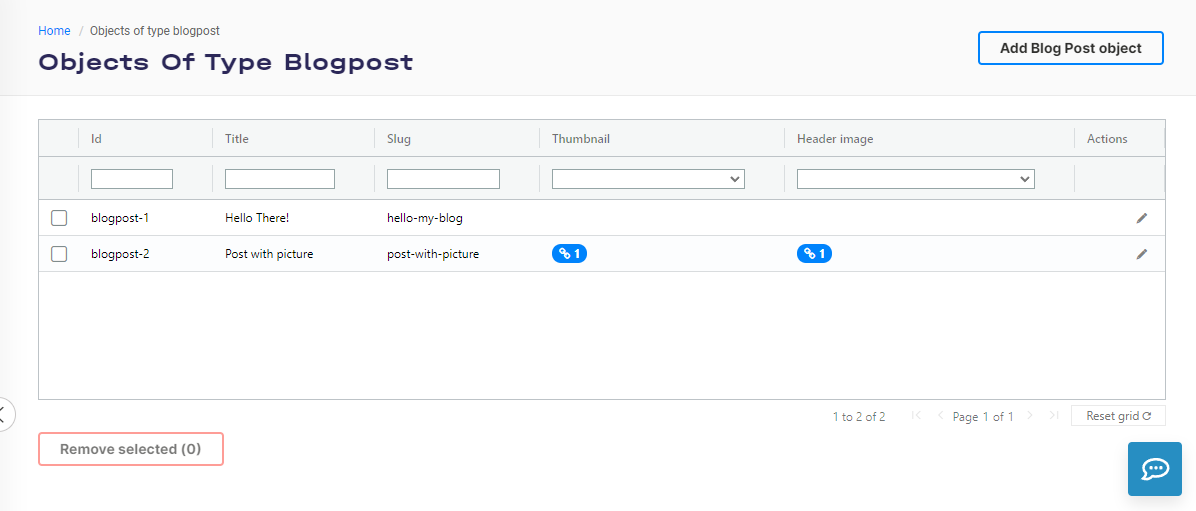 Home / Objects of type blogpost
Objects Of Type Blogpost
Add Blog Post object
Id Title Slug Thumbnail Header image Actions
blogpost-1 Hello There! hello-my-blog
blogpost-2 Post with picture post-with-picture 1 1
1 to 2 of 2 Page 1 of 1 Reset grid
Remove selected (0)